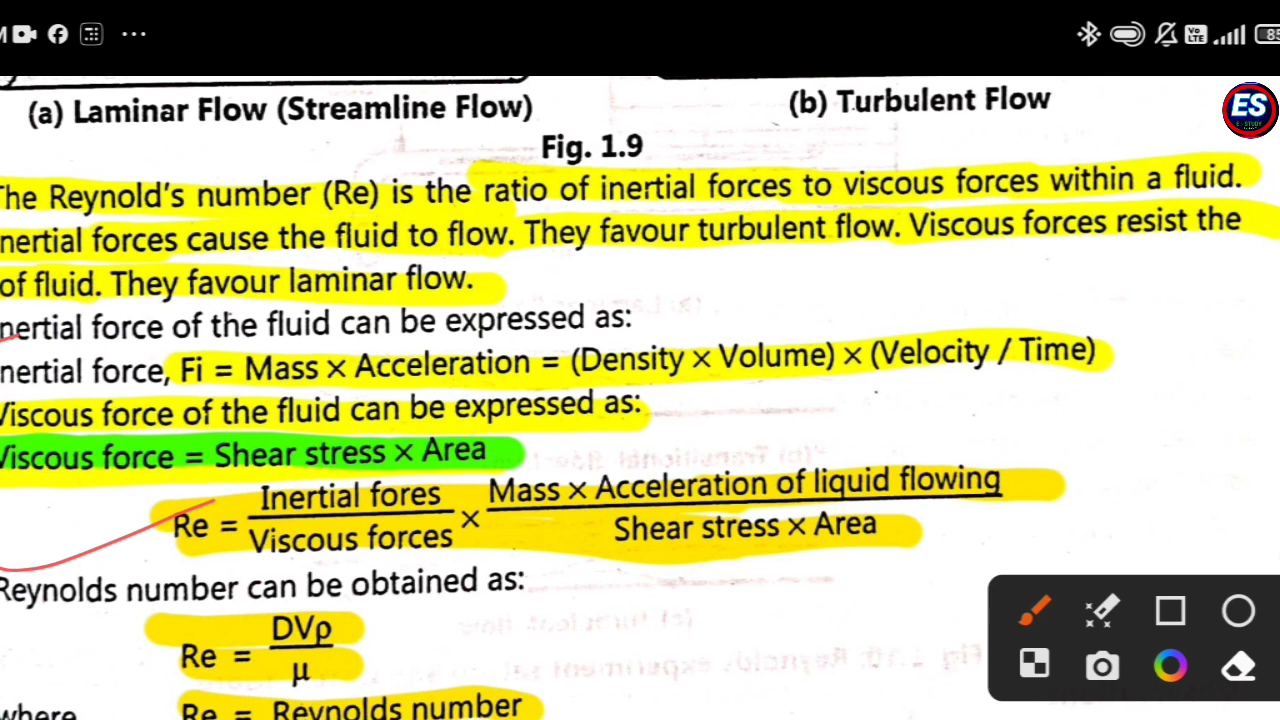 (a) Laminar Flow (Streamline Flow)
(b) Turbulent Flow
ES
E - STUDY
Fig. 1.9
The Reynold's number (Re) is the ratio of inertial forces to viscous forces within a fluid.
nertial forces cause the fluid to flow. They favour turbulent flow. Viscous forces resist the
of fluid. They favour laminar flow.
nertial force of the fluid can be expressed as:
nertial force, Fi = Mass × Acceleration = (Density × Volume) × (Velocity / Time)
Viscous force of the fluid can be expressed as:
Viscous force = Shear stress × Area
Re = Inertial fores / Viscous forces × Mass × Acceleration of liquid flowing / Shear stress × Area
Reynolds number can be obtained as:
Re = DVρ / μ
where Re = Reynolds number